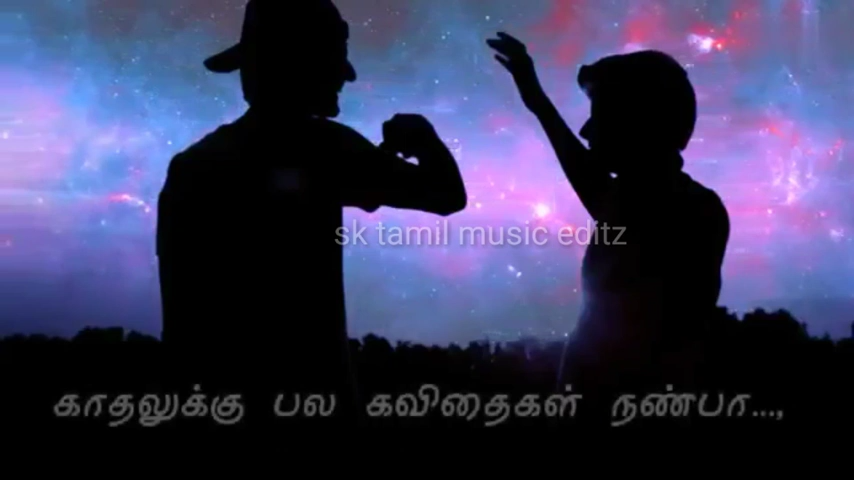 sk tamil music editz
காதலுக்கு பல கவிதைகள் நண்பா...,